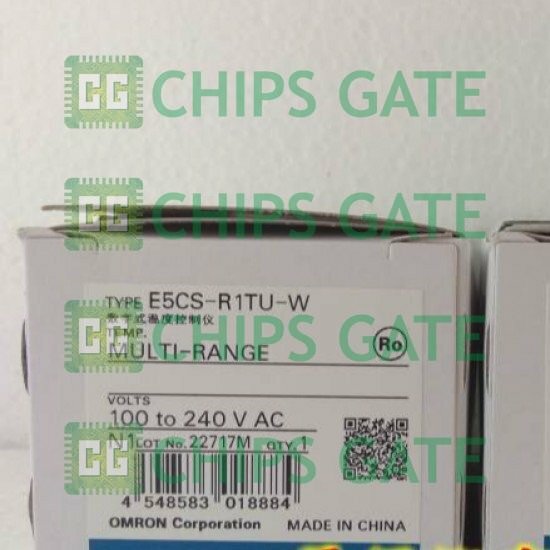 CG CHIPS GATE
CG CHIPS GATE
TYPE E5CS-R1TU-W
数字式温度控制仪
TEMP.
MULTI-RANGE
Ro
CG CHIPS GATE
VOLTS
100 to 240 V AC
N1 LOT No. 22717M QTY. 1
CG CHIPS GATE
4 548583 018884
OMRON Corporation MADE IN CHINA